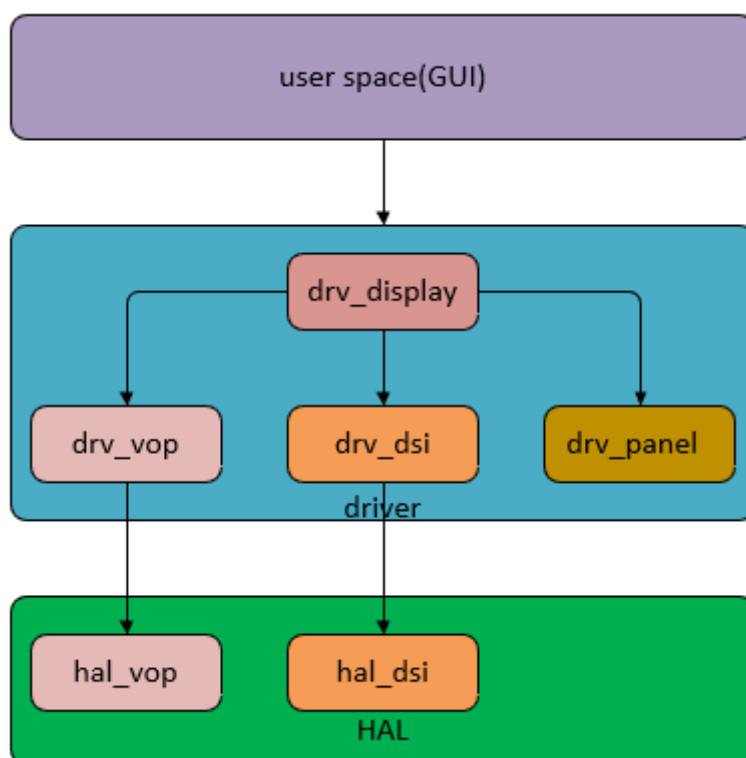 user space(GUI)
drv_display
drv_vop
drv_dsi
drv_panel
driver
hal_vop
hal_dsi
HAL